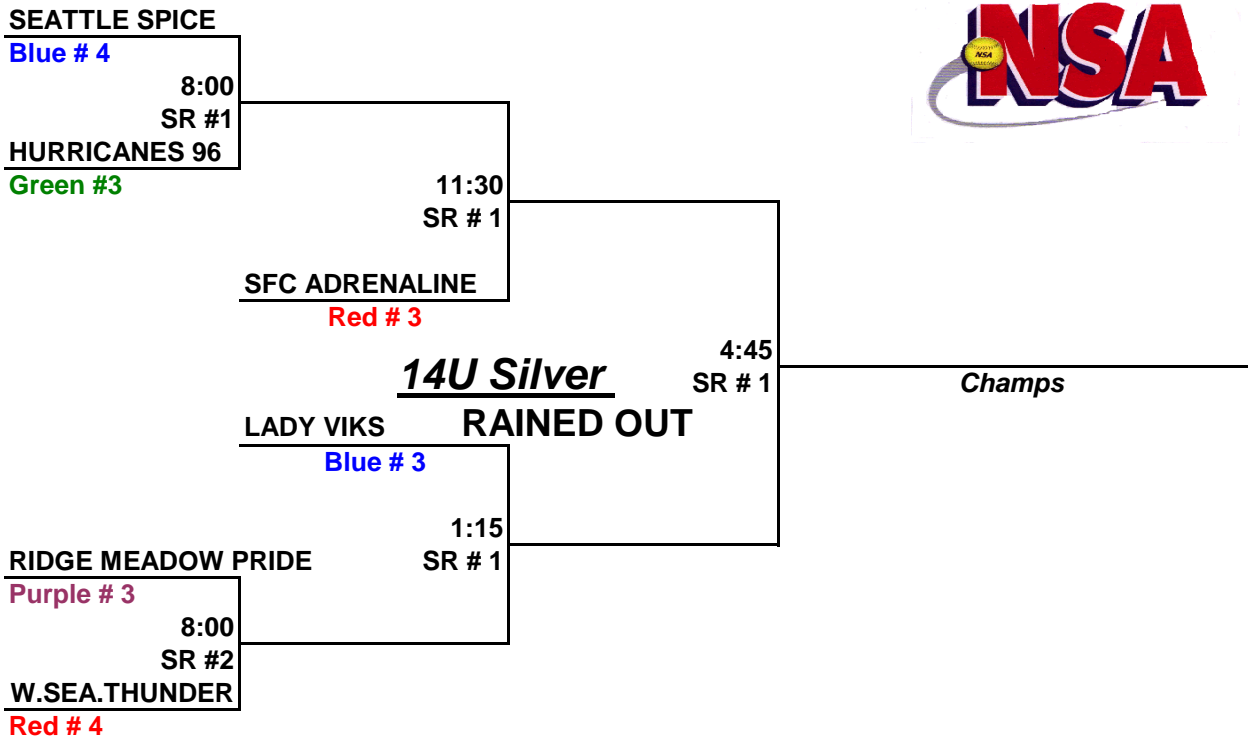 SEATTLE SPICE
Blue # 4
8:00
SR #1
HURRICANES 96
Green #3
NSA
NSA
11:30
SR # 1
SFC ADRENALINE
Red # 3
14U Silver
RAINED OUT
4:45
SR # 1
Champs
LADY VIKS
Blue # 3
1:15
SR # 1
RIDGE MEADOW PRIDE
Purple # 3
8:00
SR #2
W.SEA.THUNDER
Red # 4